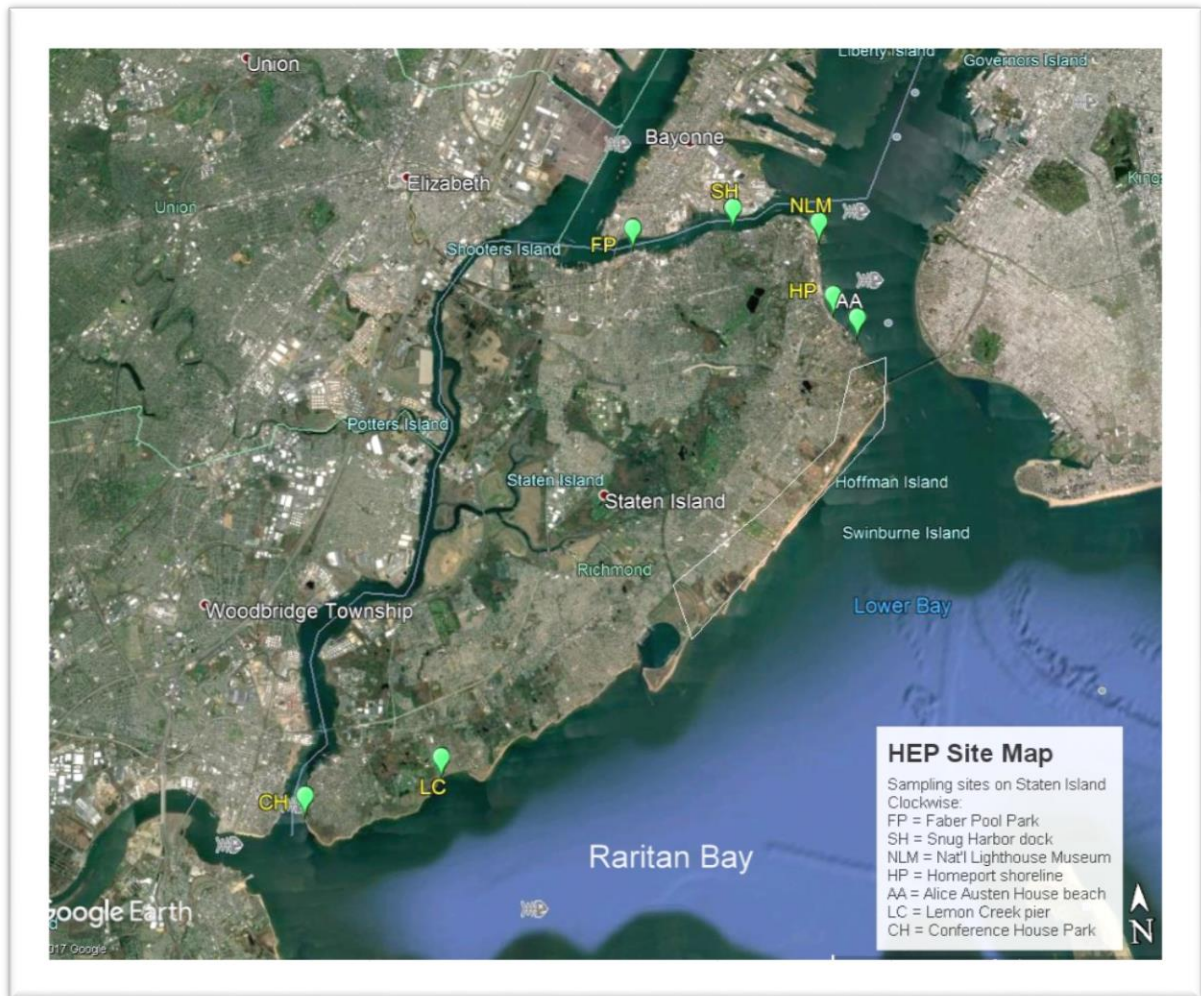 Liberty Island
Governors Island
Union
Bayonne
Elizabeth
Union
SH
NLM
FP
Shooters Island
HP
AA
Potters Island
Staten Island
Staten Island
Hoffman Island
Swinburne Island
Richmond
Woodbridge Township
Lower Bay
LC
CH
Raritan Bay
HEP Site Map
Sampling sites on Staten Island
Clockwise:
FP = Faber Pool Park
SH = Snug Harbor dock
NLM = Nat'l Lighthouse Museum
HP = Homeport shoreline
AA = Alice Austen House beach
LC = Lemon Creek pier
CH = Conference House Park
N
Google Earth
Google